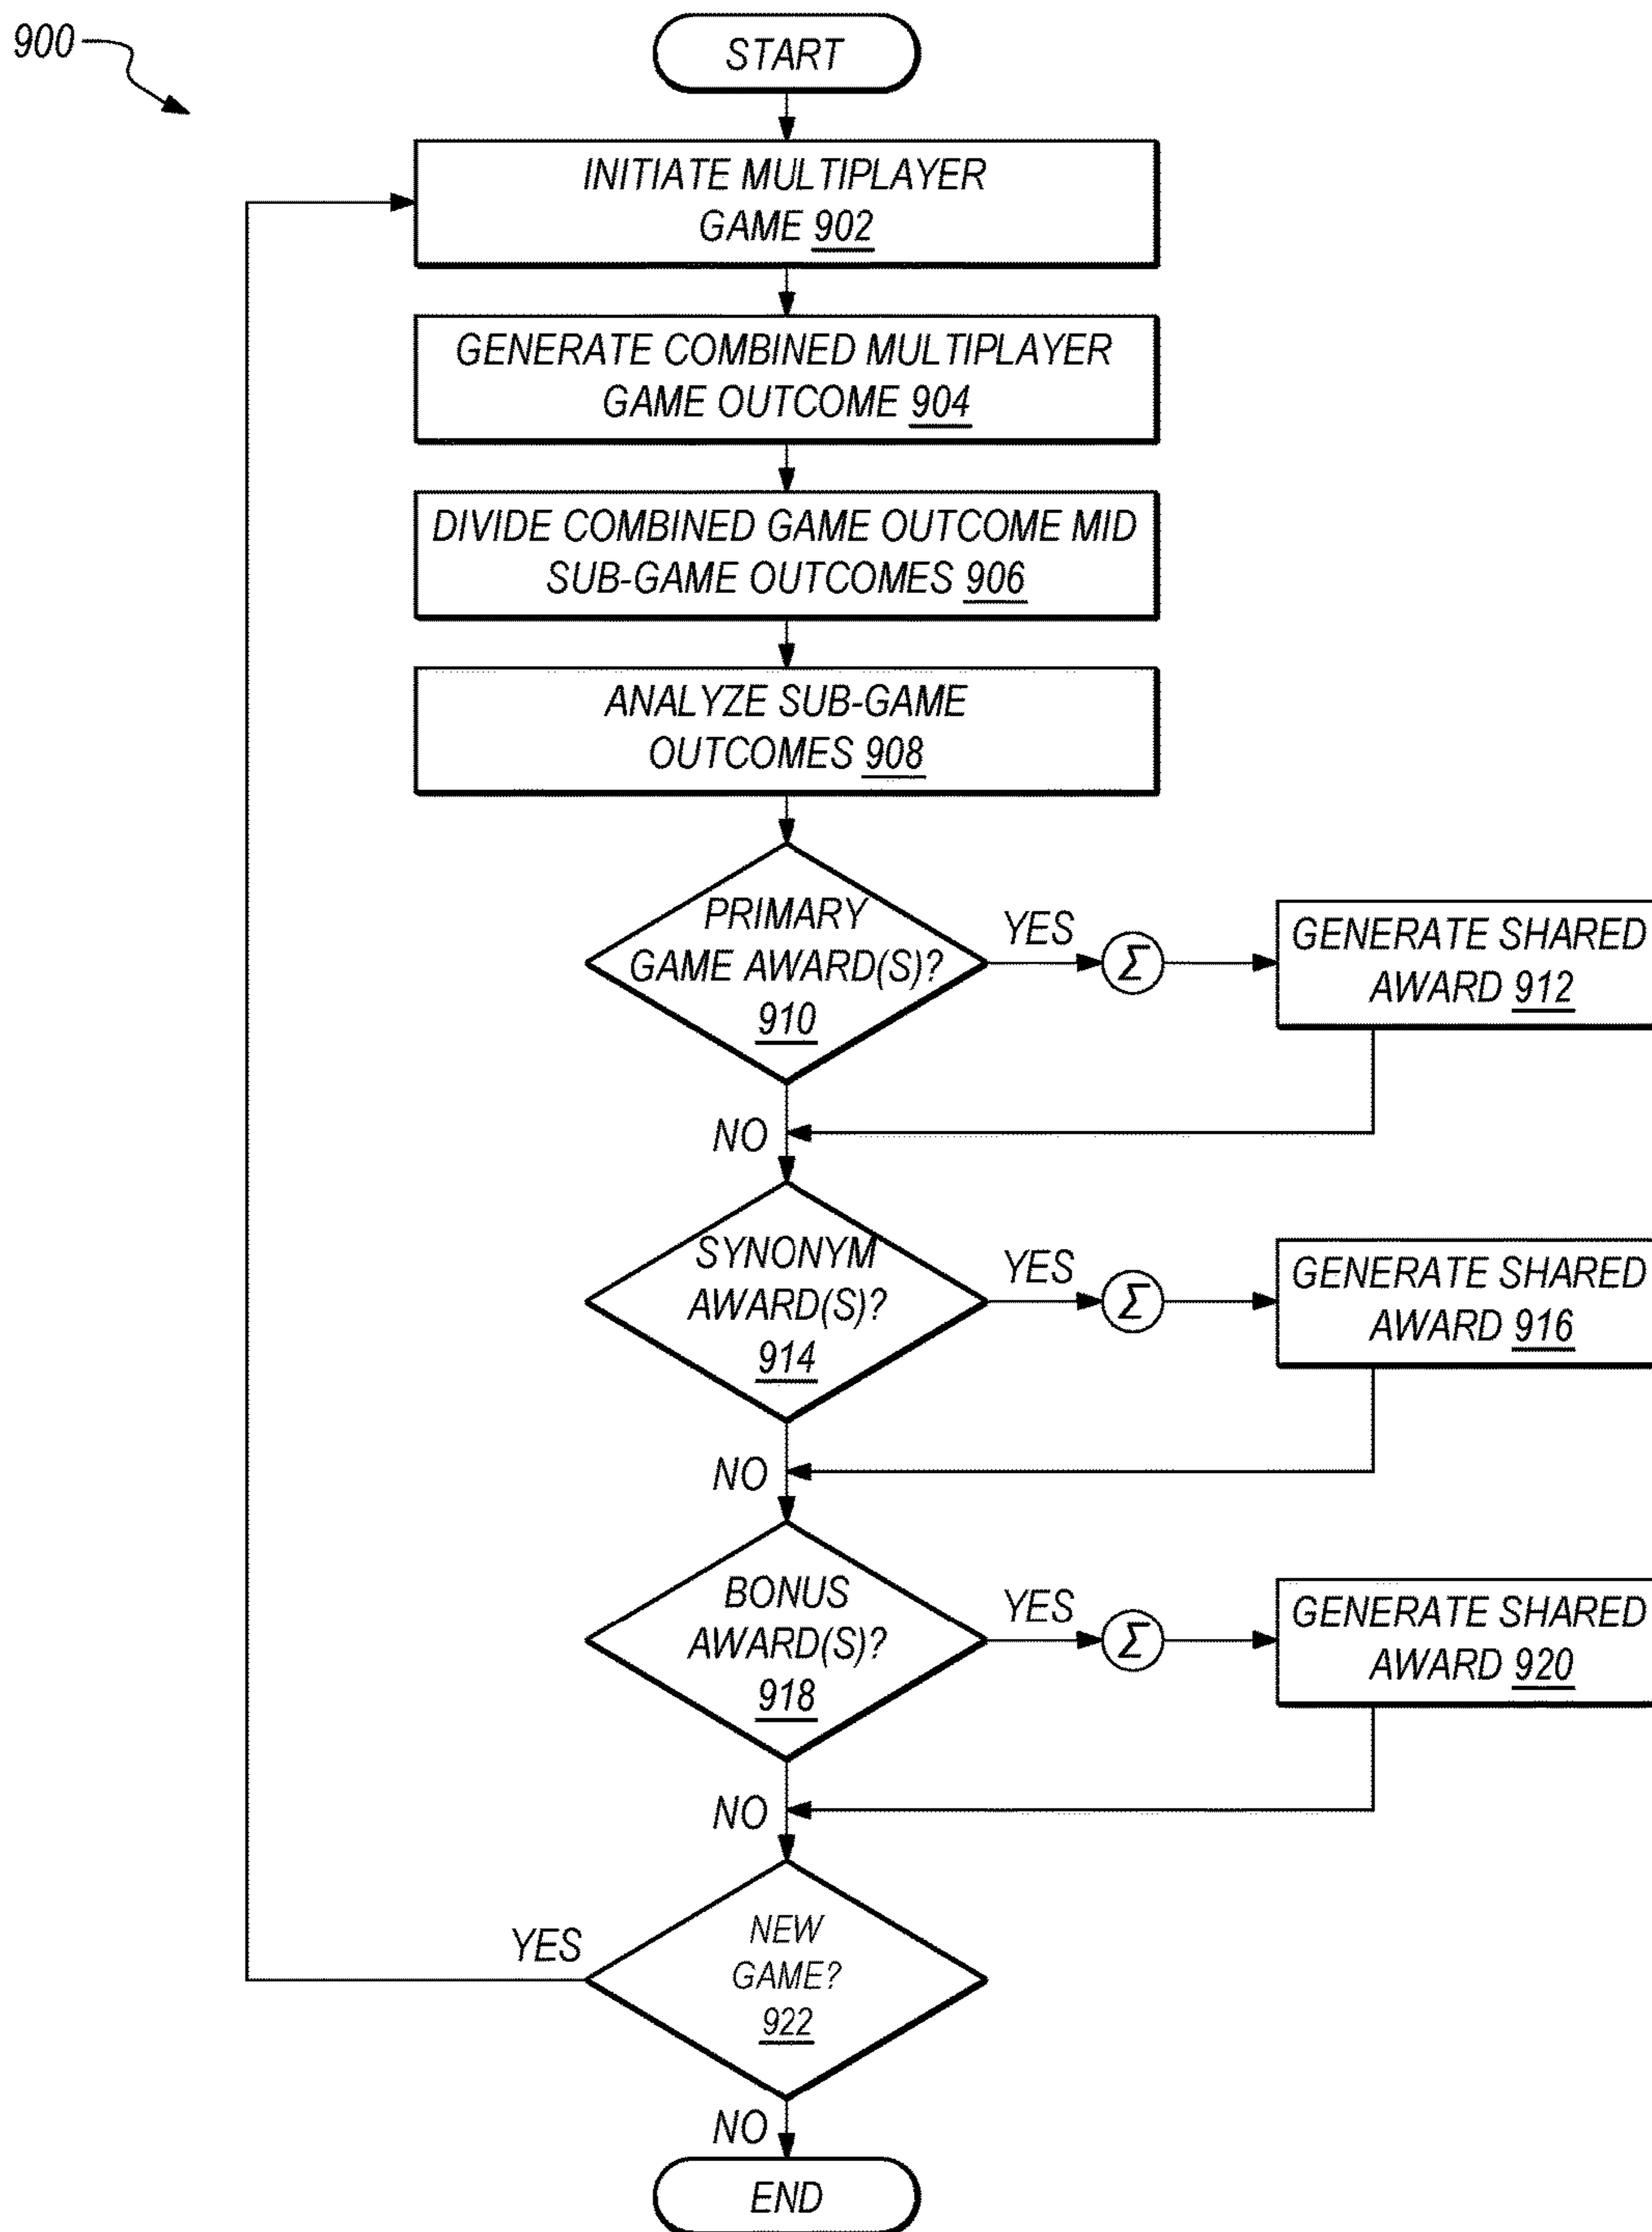 900
START
INITIATE MULTIPLAYER
GAME 902
GENERATE COMBINED MULTIPLAYER
GAME OUTCOME 904
DIVIDE COMBINED GAME OUTCOME MID
SUB-GAME OUTCOMES 906
ANALYZE SUB-GAME
OUTCOMES 908
PRIMARY
GAME AWARD(S)?
910
YES
Σ
GENERATE SHARED
AWARD 912
NO
SYNONYM
AWARD(S)?
914
YES
Σ
GENERATE SHARED
AWARD 916
NO
BONUS
AWARD(S)?
918
YES
Σ
GENERATE SHARED
AWARD 920
NO
NEW
GAME?
922
YES
NO
END